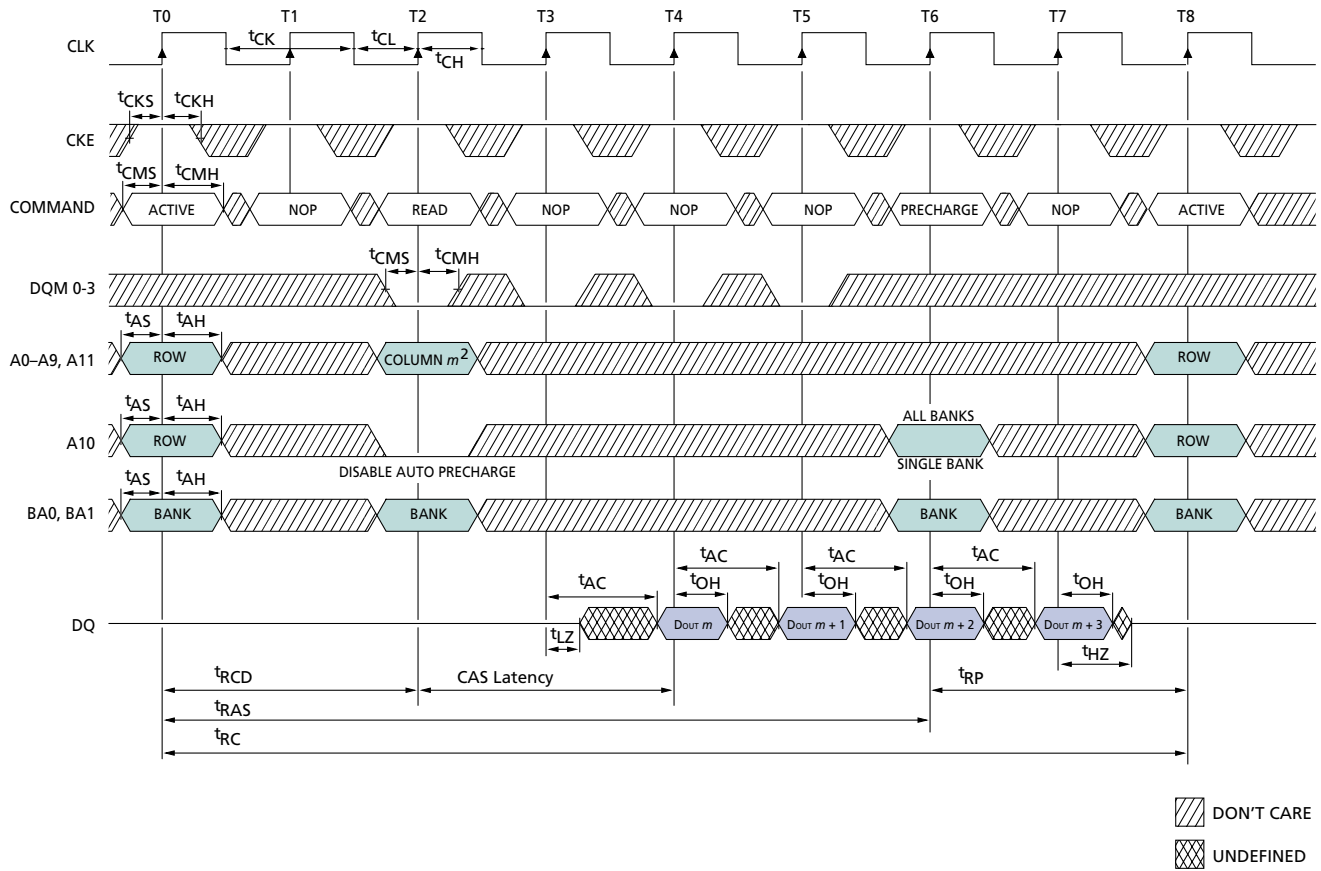 T0 T1 T2 T3 T4 T5 T6 T7 T8
CLK
tCK tCL
tCH
tCKS tCKH
CKE
tCMS tCMH
COMMAND ACTIVE NOP READ NOP NOP NOP PRECHARGE NOP ACTIVE
tCMS tCMH
DQM 0-3
tAS tAH
A0–A9, A11 ROW COLUMN m2 ROW
tAS tAH ALL BANKS
A10 ROW ROW
DISABLE AUTO PRECHARGE SINGLE BANK
tAS tAH
BA0, BA1 BANK BANK BANK BANK
tAC tAC tAC
tAC tOH tOH tOH tOH
DQ DOUT m DOUT m + 1 DOUT m + 2 DOUT m + 3
tLZ tHZ
tRCD CAS Latency tRP
tRAS
tRC
DON'T CARE
UNDEFINED